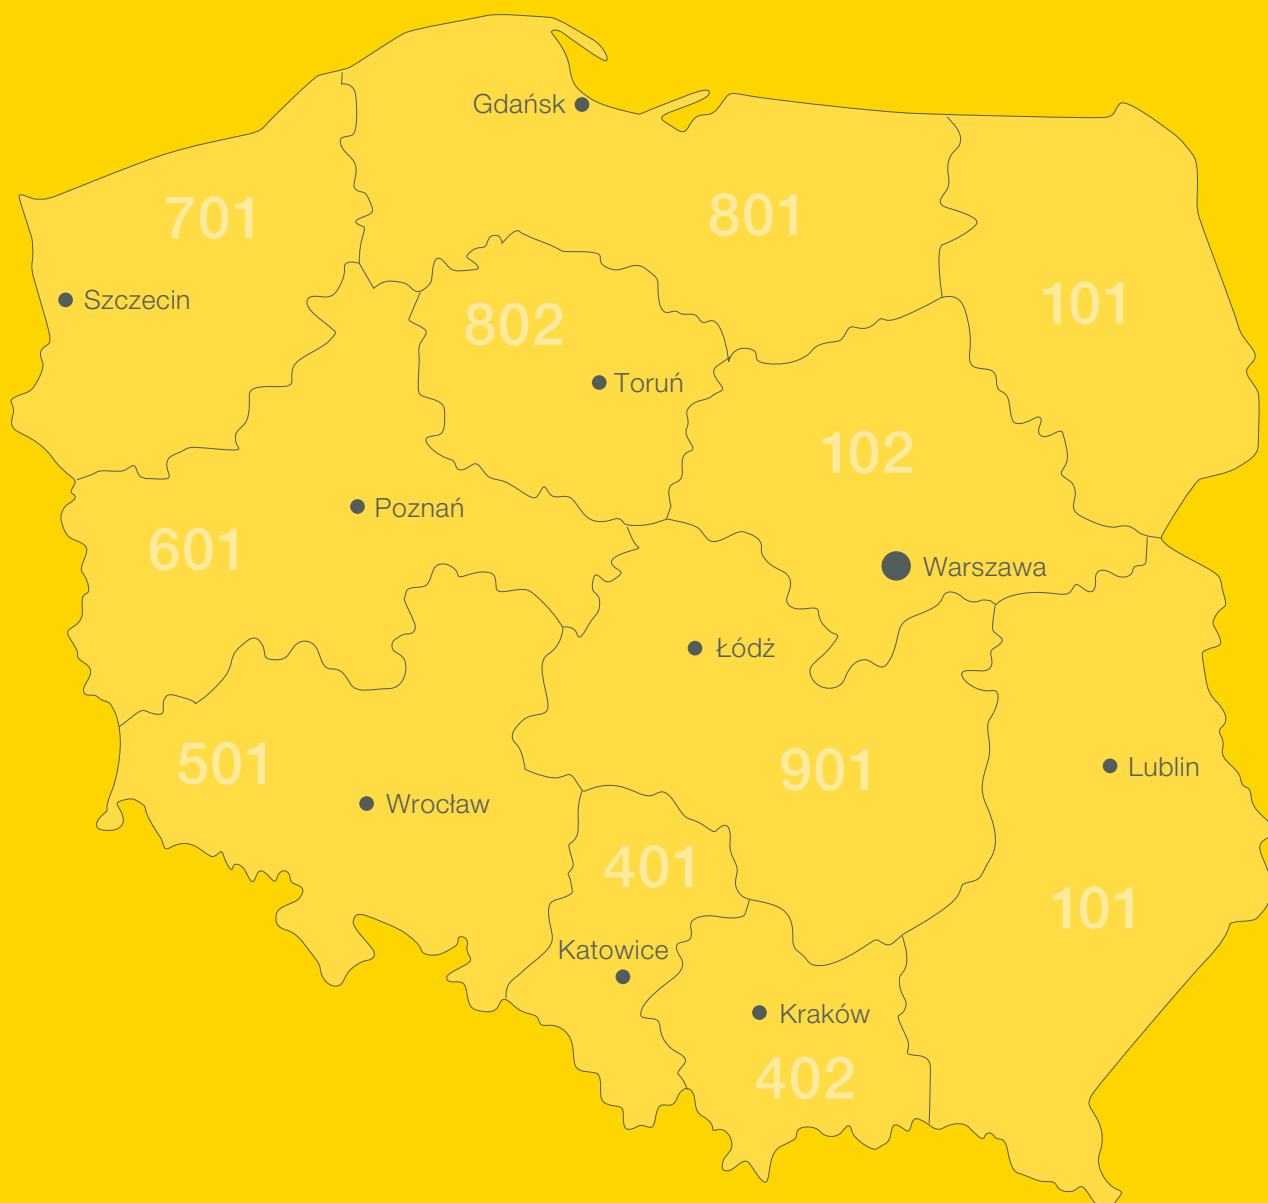 Gdańsk
701
801
Szczecin
101
802
Toruń
102
Poznań
601
Warszawa
Łódż
501
901
Lublin
Wrocław
401
101
Katowice
Kraków
402